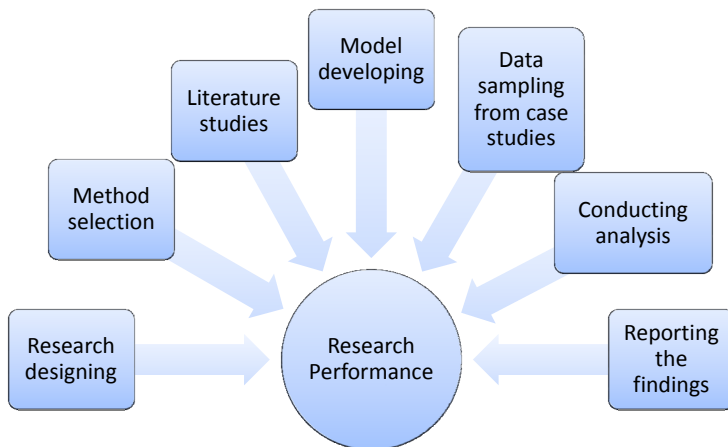 Model
developing
Data
sampling
from case
studies
Literature
studies
Method
selection
Conducting
analysis
Research
designing
Research
Performance
Reporting
the
findings